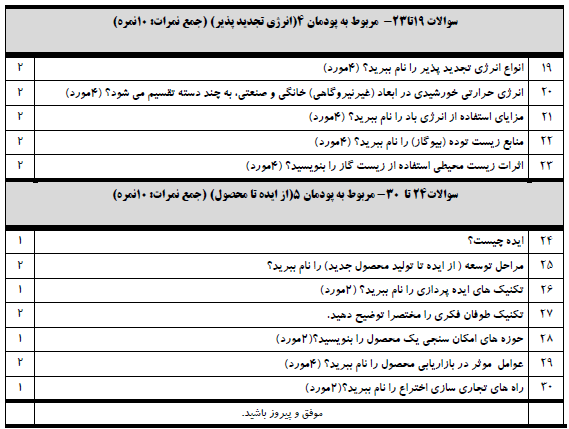 سوالات ۱۹تا۲۳- مربوط به پودمان ۴(انرژی تجدید پذیر) (جمع نمرات: ۱۰نمره)
۱۹ انواع انرژی تجدید پذیر را نام ببرید؟ (۴مورد) ۲
۲۰ انرژی حرارتی خورشیدی در ابعاد (غیرنیروگاهی) خانگی و صنعتی، به چند دسته تقسیم می شود؟ (۴مورد) ۲
۲۱ مزایای استفاده از انرژی باد را نام ببرید؟ (۴مورد) ۲
۲۲ منابع زیست توده (بیوگاز) را نام ببرید؟ (۴مورد) ۲
۲۳ اثرات زیست محیطی استفاده از زیست گاز را بنویسید؟ (۴مورد) ۲
سوالات۲۴ تا ۳۰- مربوط به پودمان ۵(از ایده تا محصول) (جمع نمرات: ۱۰نمره)
۲۴ ایده چیست؟ ۱
۲۵ مراحل توسعه ( از ایده تا تولید محصول جدید) را نام ببرید؟ ۲
۲۶ تکنیک های ایده پردازی را نام ببرید؟ (۲مورد) ۱
۲۷ تکنیک طوفان فکری را مختصرا توضیح دهید. ۲
۲۸ حوزه های امکان سنجی یک محصول را بنویسید؟(۲مورد) ۱
۲۹ عوامل موثر در بازاریابی محصول را نام ببرید؟ (۴مورد) ۲
۳۰ راه های تجاری سازی اختراع را نام ببرید؟(۲مورد) ۱
موفق و پیروز باشید.